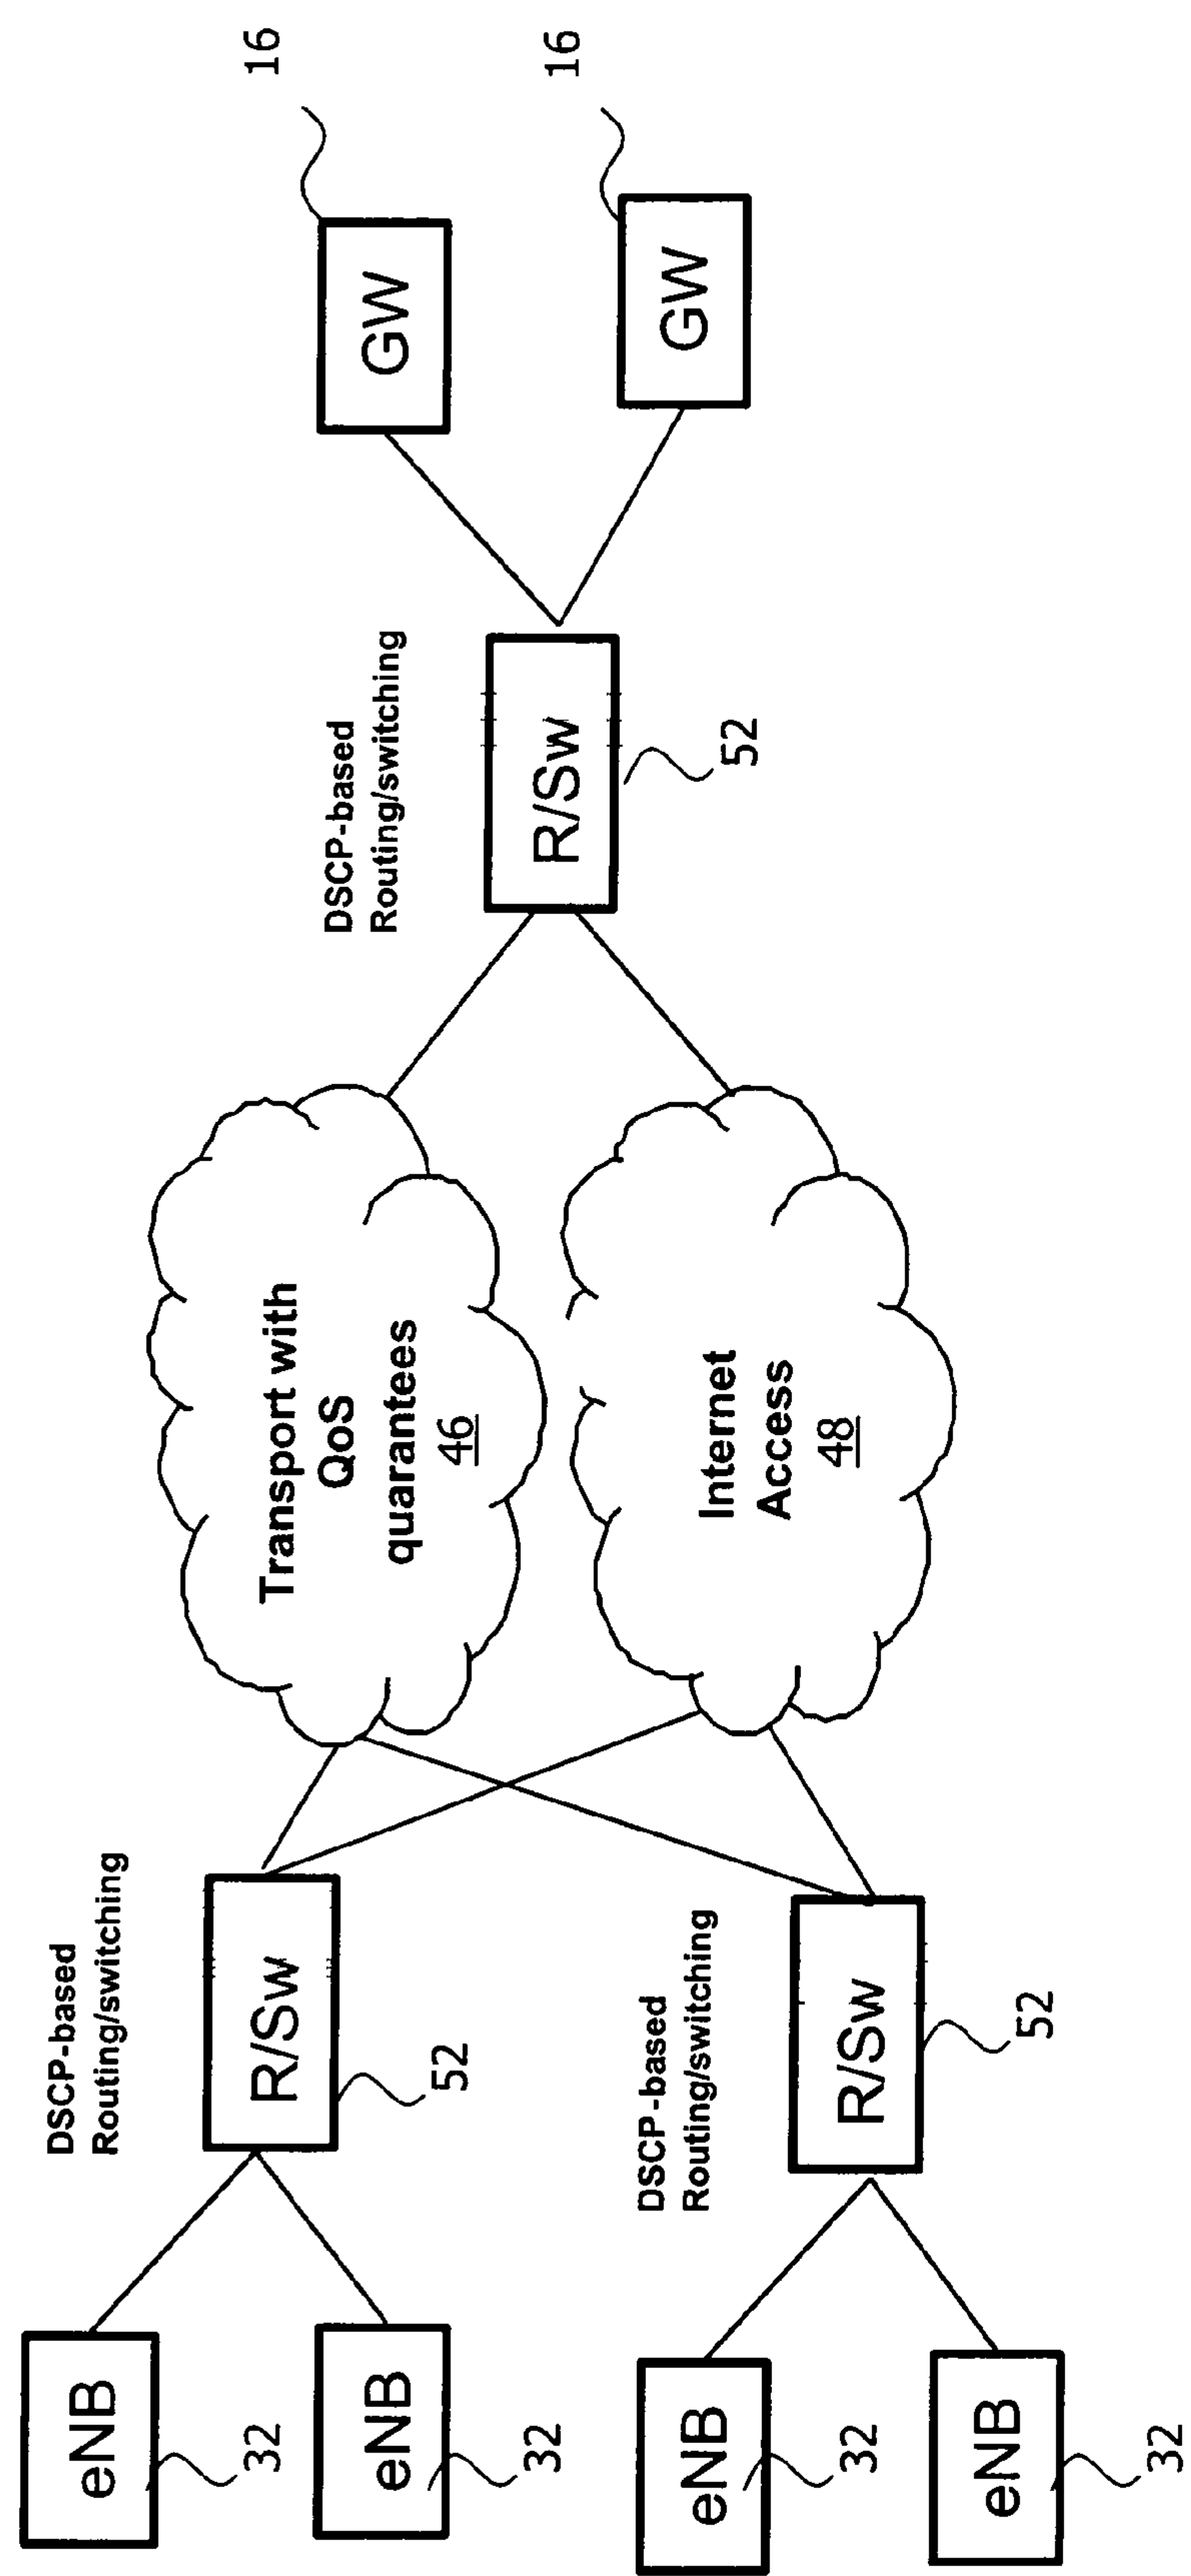 eNB
32
eNB
32
eNB
32
eNB
32
DSCP-based
Routing/switching
R/Sw
52
DSCP-based
Routing/switching
R/Sw
52
Transport with
QoS
quarantees
46
Internet
Access
48
DSCP-based
Routing/switching
R/Sw
52
GW
16
GW
16